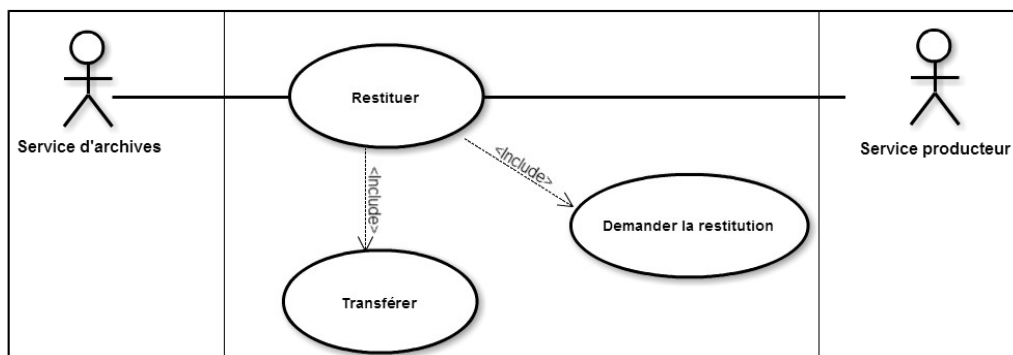 Restituer
Service d'archives
Service producteur
<Include>
<Include>
Demander la restitution
Transférer